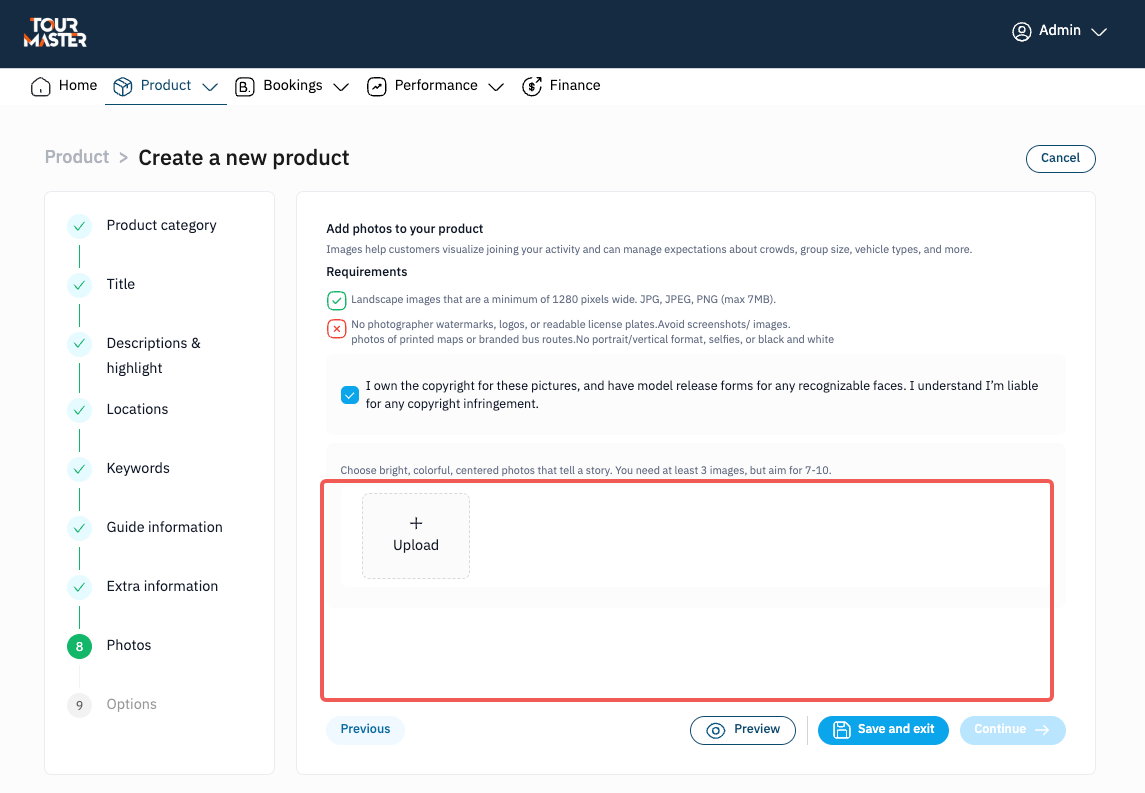 TOUR
MASTER
Admin
Home
Product
B. Bookings
Performance
$ Finance
Product > Create a new product
Cancel
Product category
Title
Descriptions &
highlight
Locations
Keywords
Guide information
Extra information
8 Photos
9 Options
Add photos to your product
Images help customers visualize joining your activity and can manage expectations about crowds, group size, vehicle types, and more.
Requirements
Landscape images that are a minimum of 1280 pixels wide. JPG, JPEG, PNG (max 7MB).
No photographer watermarks, logos, or readable license plates.Avoid screenshots/ images.
photos of printed maps or branded bus routes.No portrait/vertical format, selfies, or black and white
I own the copyright for these pictures, and have model release forms for any recognizable faces. I understand I’m liable
for any copyright infringement.
Choose bright, colorful, centered photos that tell a story. You need at least 3 images, but aim for 7-10.
+
Upload
Previous
Preview
Save and exit
Continue →